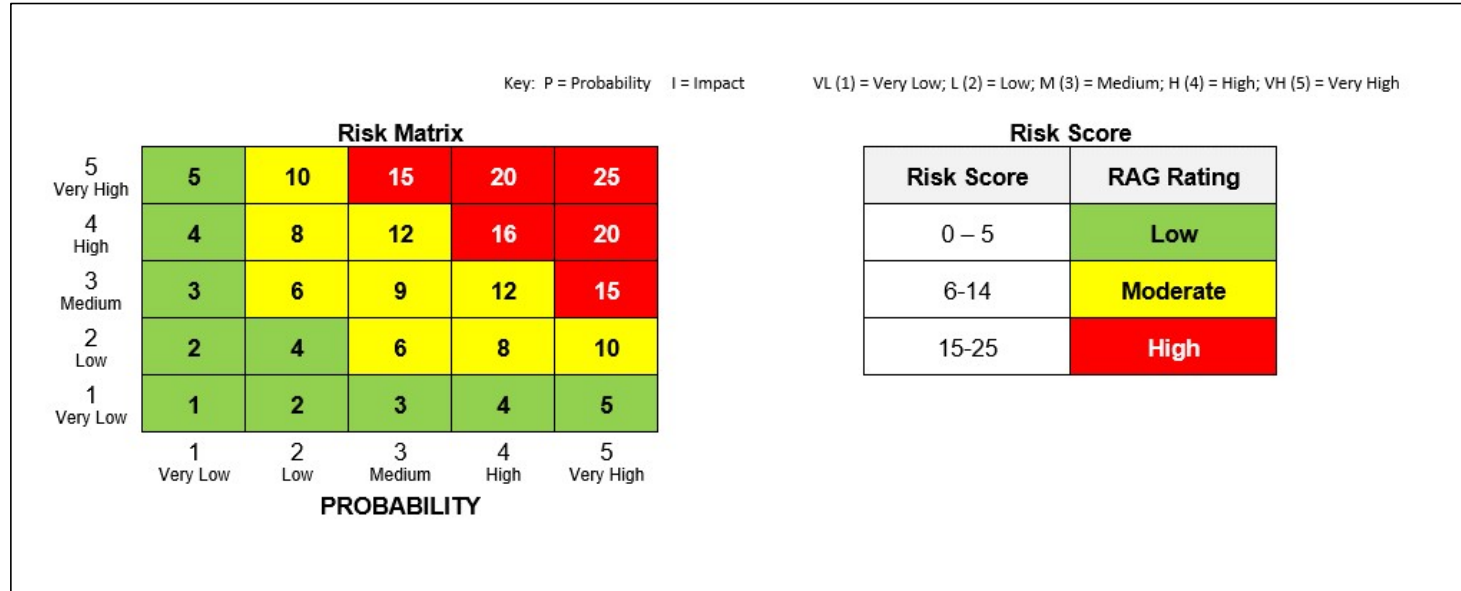 Key: P = Probability I = Impact VL (1) = Very Low; L (2) = Low; M (3) = Medium; H (4) = High; VH (5) = Very High
Risk Matrix
5
Very High
5 10 15 20 25
4
High
4 8 12 16 20
3
Medium
3 6 9 12 15
2
Low
2 4 6 8 10
1
Very Low
1 2 3 4 5
1 2 3 4 5
Very Low Low Medium High Very High
PROBABILITY
Risk Score
Risk Score RAG Rating
0 – 5 Low
6-14 Moderate
15-25 High